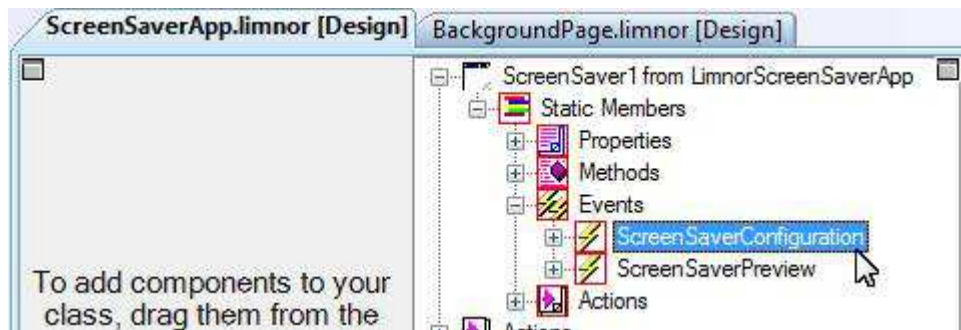 ScreenSaverApp.limnor [Design]
BackgroundPage.limnor [Design]
ScreenSaver1 from LimnorScreenSaverApp
Static Members
Properties
Methods
Events
ScreenSaverConfiguration
ScreenSaverPreview
Actions
Actions
To add components to your
class, drag them from the